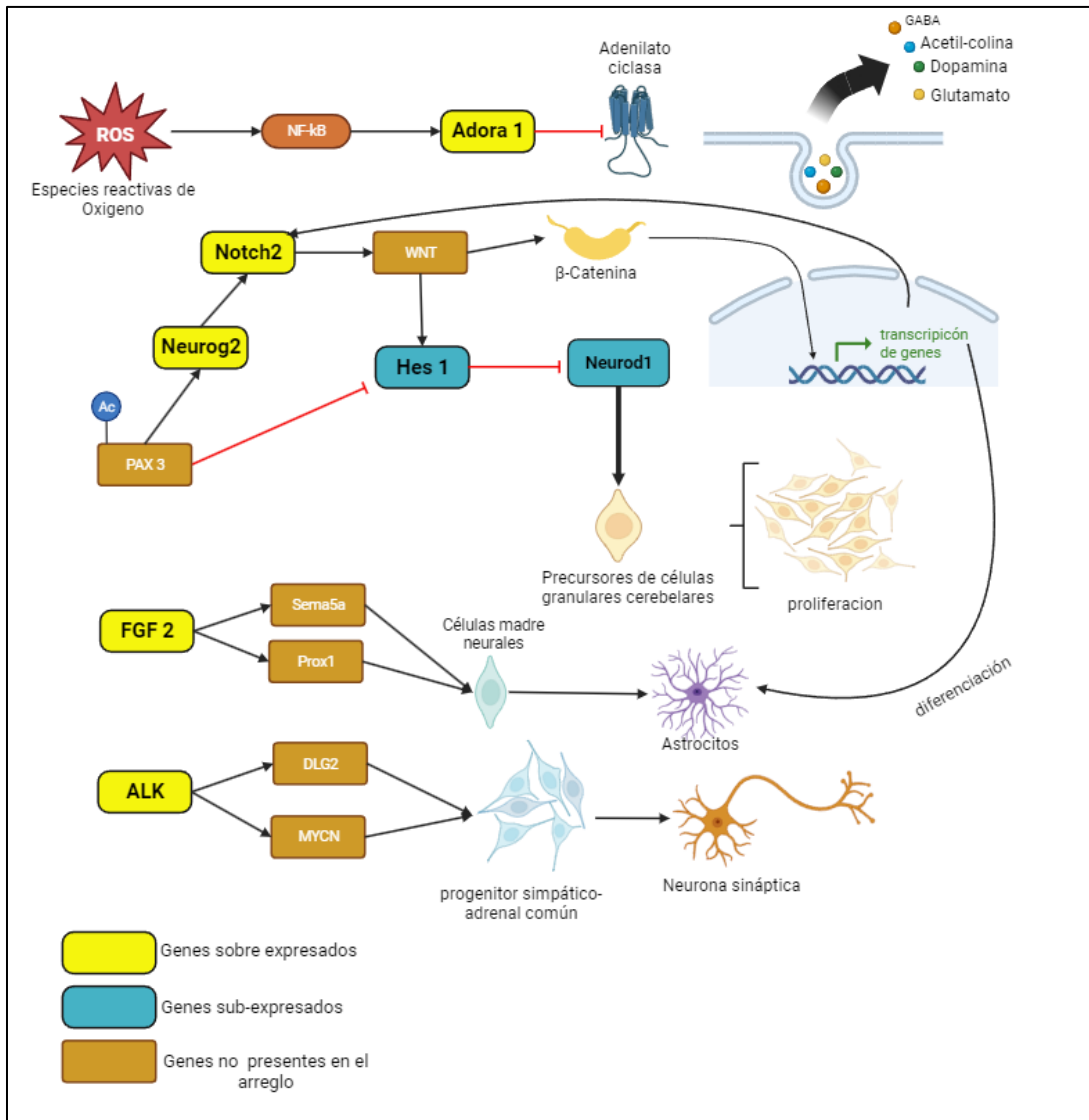 GABA
Acetil-colina
Dopamina
Glutamato
Adenilato
ciclasa
ROS
NF-kB
Adora 1
Especies reactivas de
Oxigeno
Notch2
WNT
β-Catenina
transcripicón
de genes
Neurog2
Hes 1
Neurod1
Ac
PAX 3
Precursores de células
granulares cerebelares
proliferacion
FGF 2
Sema5a
Prox1
Células madre
neurales
Astrocitos
diferenciación
ALK
DLG2
MYCN
progenitor simpático-
adrenal común
Neurona sináptica
Genes sobre expresados
Genes sub-expresados
Genes no presentes en el
arreglo